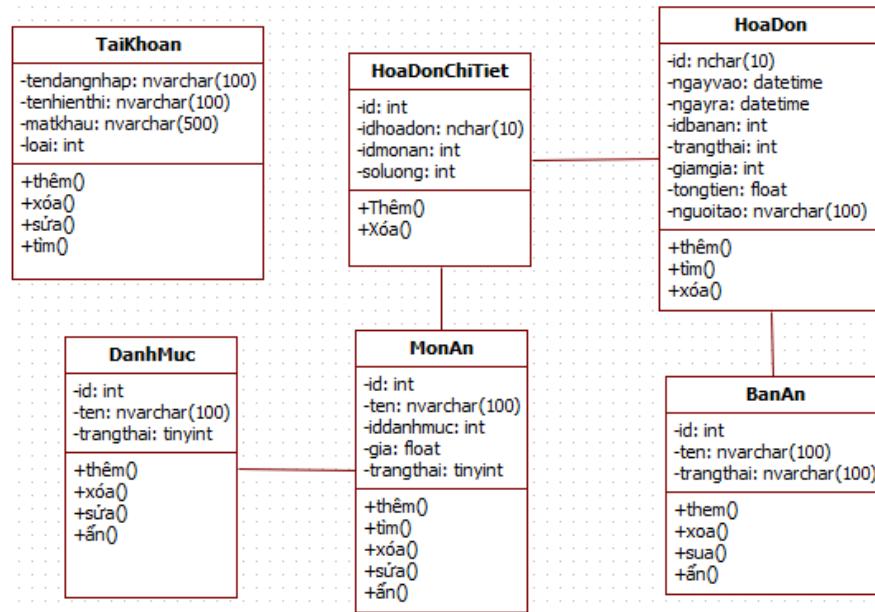 TaiKhoan
-tendangnhap: nvarchar(100)
-tenhienthi: nvarchar(100)
-matkhau: nvarchar(500)
-loai: int
+thêm()
+xóa()
+sửa()
+tìm()
HoaDonChiTiet
-id: int
-idhoadon: nchar(10)
-idmonan: int
-soluong: int
+Thêm()
+Xóa()
HoaDon
-id: nchar(10)
-ngayvao: datetime
-ngayra: datetime
-idbanan: int
-trangthai: int
-giamgia: int
-tongtien: float
-nguoitao: nvarchar(100)
+thêm()
+tìm()
+xóa()
DanhMuc
-id: int
-ten: nvarchar(100)
-trangthai: tinyint
+thêm()
+xóa()
+sửa()
+ẩn()
MonAn
-id: int
-ten: nvarchar(100)
-iddanhmuc: int
-gia: float
-trangthai: tinyint
+thêm()
+tìm()
+xóa()
+sửa()
+ẩn()
BanAn
-id: int
-ten: nvarchar(100)
-trangthai: nvarchar(100)
+them()
+xoa()
+sua()
+ẩn()